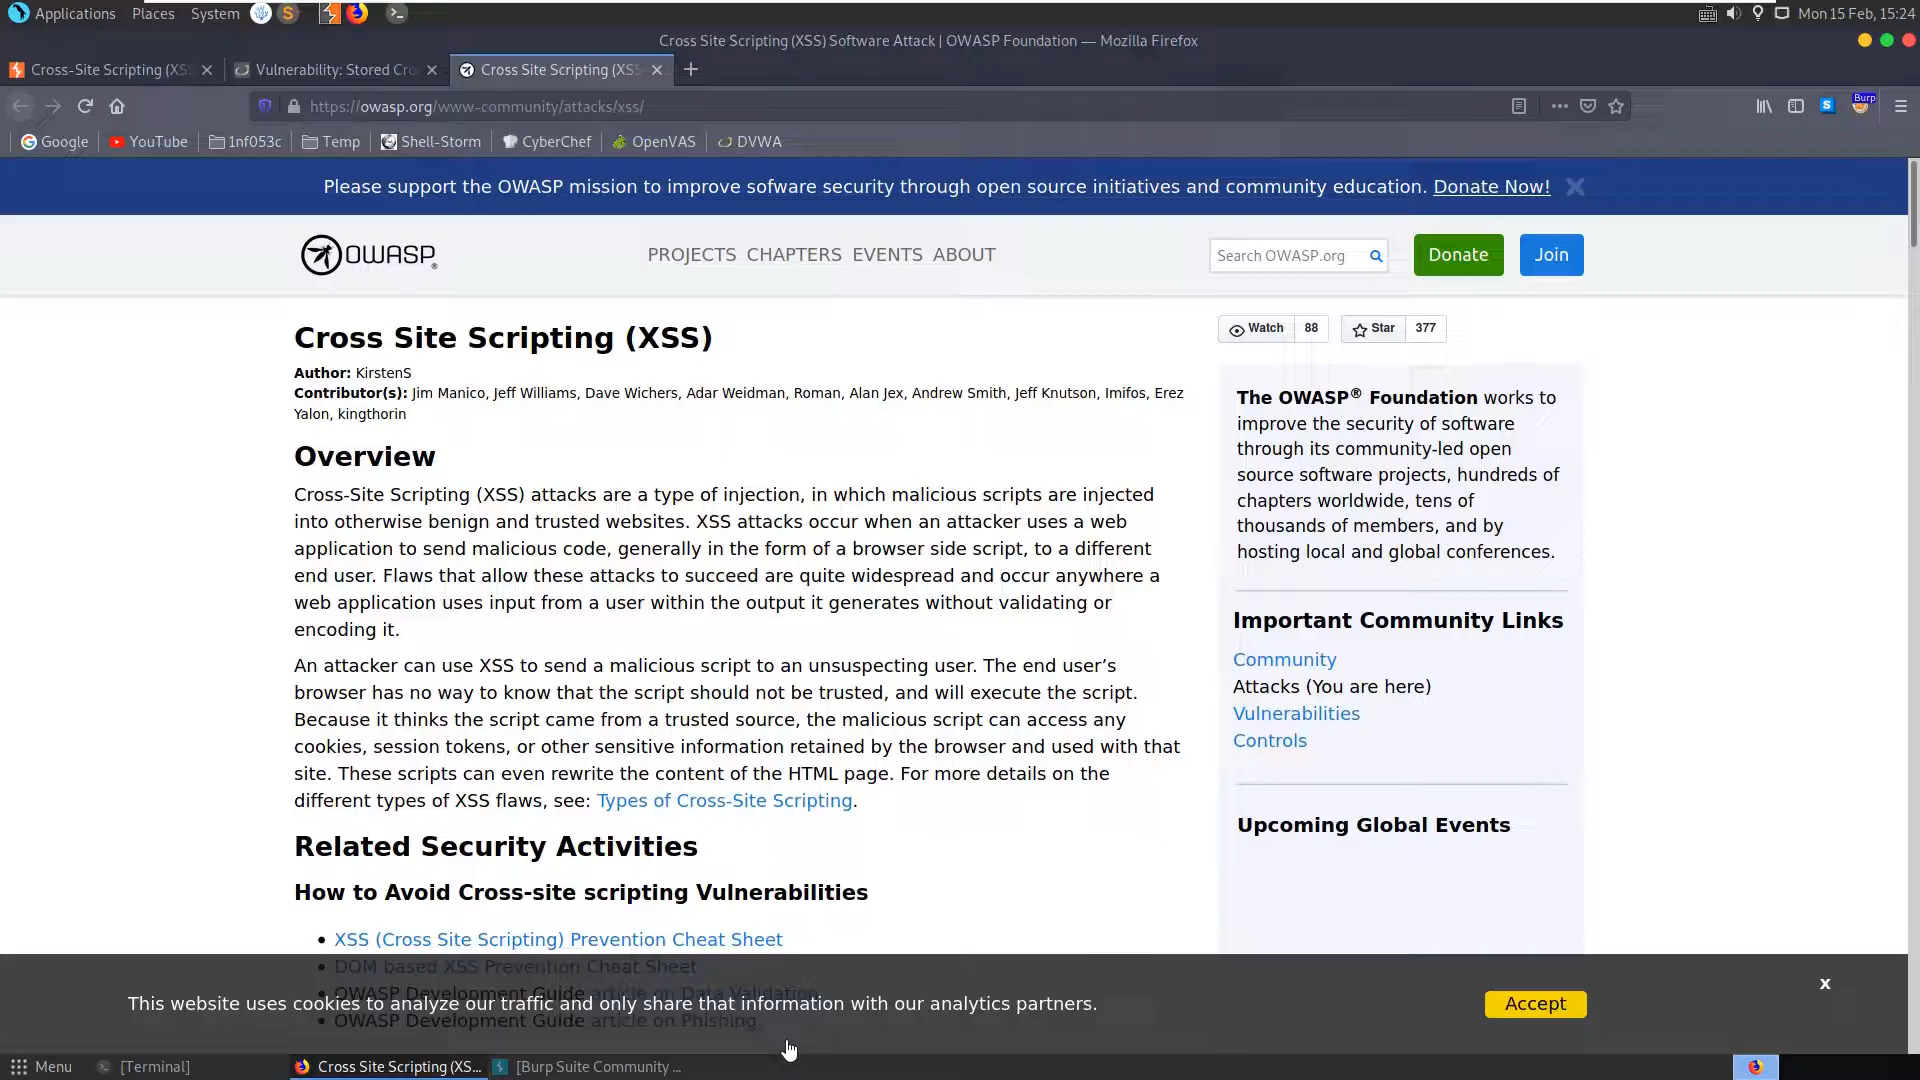 Applications Places System
Mon 15 Feb, 15:24
Cross Site Scripting (XSS) Software Attack | OWASP Foundation — Mozilla Firefox
Cross-Site Scripting (XSS
Vulnerability: Stored Cro
Cross Site Scripting (XSS
https://owasp.org/www-community/attacks/xss/
Burp
Google
YouTube
1nf053c
Temp
Shell-Storm
CyberChef
OpenVAS
DVWA
Please support the OWASP mission to improve sofware security through open source initiatives and community education. Donate Now!
OWASP
PROJECTS CHAPTERS EVENTS ABOUT
Search OWASP.org
Donate
Join
Cross Site Scripting (XSS)
Author: KirstenS
Contributor(s): Jim Manico, Jeff Williams, Dave Wichers, Adar Weidman, Roman, Alan Jex, Andrew Smith, Jeff Knutson, Imifos, Erez
Yalon, kingthorin
Overview
Cross-Site Scripting (XSS) attacks are a type of injection, in which malicious scripts are injected
into otherwise benign and trusted websites. XSS attacks occur when an attacker uses a web
application to send malicious code, generally in the form of a browser side script, to a different
end user. Flaws that allow these attacks to succeed are quite widespread and occur anywhere a
web application uses input from a user within the output it generates without validating or
encoding it.
An attacker can use XSS to send a malicious script to an unsuspecting user. The end user’s
browser has no way to know that the script should not be trusted, and will execute the script.
Because it thinks the script came from a trusted source, the malicious script can access any
cookies, session tokens, or other sensitive information retained by the browser and used with that
site. These scripts can even rewrite the content of the HTML page. For more details on the
different types of XSS flaws, see: Types of Cross-Site Scripting.
Related Security Activities
How to Avoid Cross-site scripting Vulnerabilities
XSS (Cross Site Scripting) Prevention Cheat Sheet
DOM based XSS Prevention Cheat Sheet
OWASP Development Guide article on Data Validation
OWASP Development Guide article on Phishing.
Watch 88
Star 377
The OWASP® Foundation works to
improve the security of software
through its community-led open
source software projects, hundreds of
chapters worldwide, tens of
thousands of members, and by
hosting local and global conferences.
Important Community Links
Community
Attacks (You are here)
Vulnerabilities
Controls
Upcoming Global Events
This website uses cookies to analyze our traffic and only share that information with our analytics partners.
Accept
x
Menu
[Terminal]
Cross Site Scripting (XS...
[Burp Suite Community ...